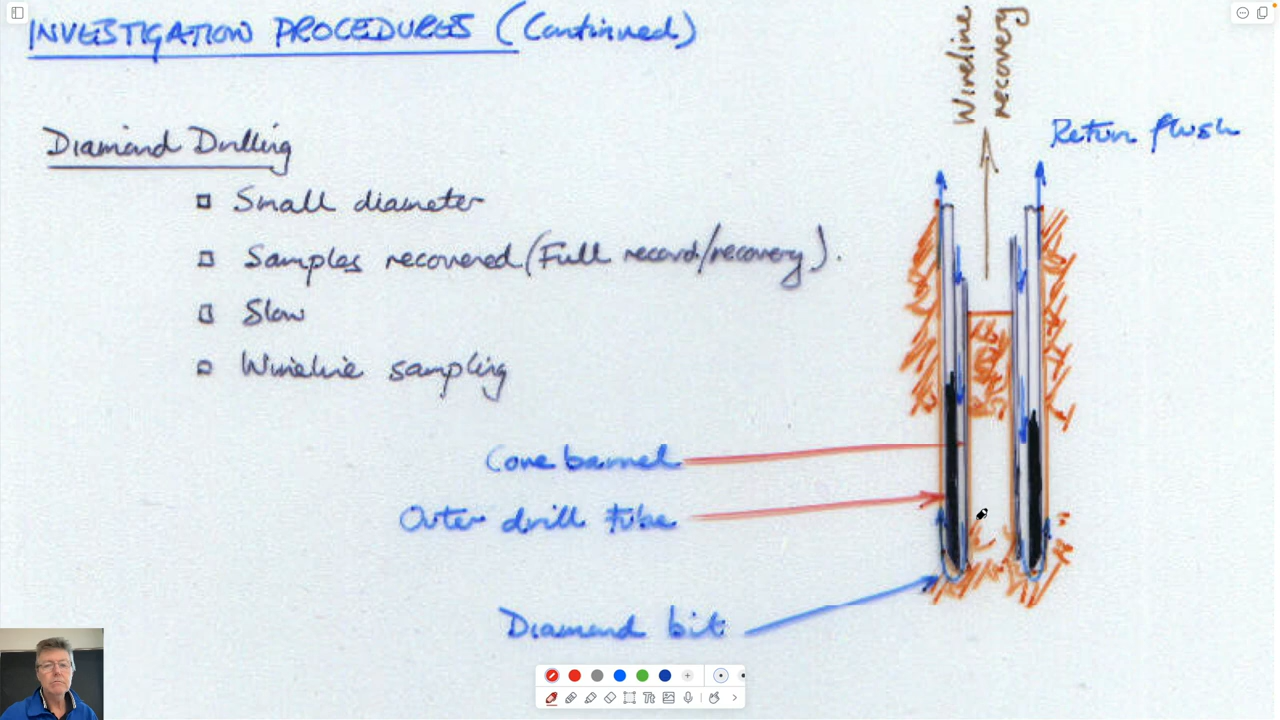 INVESTIGATION PROCEDURES (Continued)
Diamond Drilling
Small diameter
Samples recovered (Full record/recovery).
Slow
Wireline sampling
Wireline
recovery
Return flush
Core barrel
Outer drill tube
Diamond bit